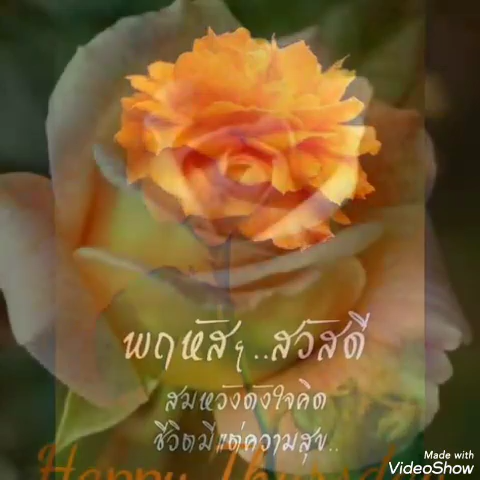 พฤหัสฯ..สวัสดี
สมหวังดังใจคิด
ชีวิตมีแต่ความสุข..
Happy Thursday
Made with
VideoShow